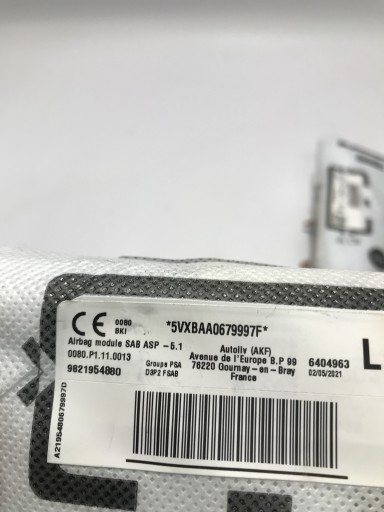 CE 0080 BKI
*5VXBAA0679997F*
Airbag module SAB ASP -5.1
0080.P1.11.0013
9821954880
Groupe PSA
D3P2 FSAB
Autoliv (AKF)
Avenue de l'Europe B.P 99
76220 Gournay-en-Bray
France
6404963
02/05/2021
L
A2195480679997D